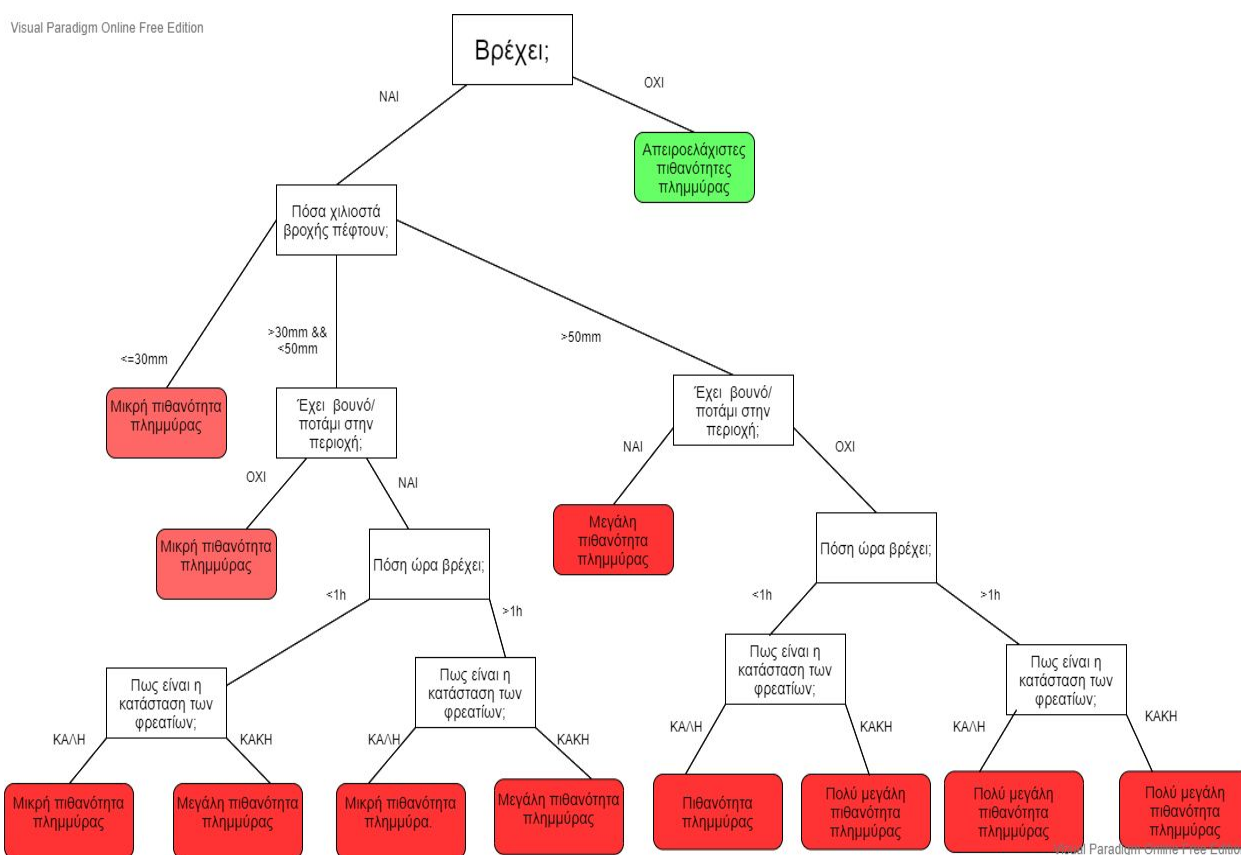 Visual Paradigm Online Free Edition
Βρέχει;
ΝΑΙ
ΟΧΙ
Απειροελάχιστες
πιθανότητες
πλημμύρας
Πόσα χιλιοστά
βροχής πέφτουν;
<=30mm
>30mm &&
<50mm
>50mm
Μικρή πιθανότητα
πλημμύρας
Έχει βουνό/
ποτάμι στην
περιοχή;
Έχει βουνό/
ποτάμι στην
περιοχή;
ΟΧΙ
ΝΑΙ
ΝΑΙ
ΟΧΙ
Μικρή πιθανότητα
πλημμύρας
Πόση ώρα βρέχει;
Μεγάλη
πιθανότητα
πλημμύρας
Πόση ώρα βρέχει;
<1h
>1h
<1h
>1h
Πως είναι η
κατάσταση των
φρεατίων;
Πως είναι η
κατάσταση των
φρεατίων;
Πως είναι η
κατάσταση των
φρεατίων;
Πως είναι η
κατάσταση των
φρεατίων;
ΚΑΛΗ
ΚΑΚΗ
ΚΑΛΗ
ΚΑΚΗ
ΚΑΛΗ
ΚΑΚΗ
ΚΑΛΗ
ΚΑΚΗ
Μικρή πιθανότητα
πλημμύρας
Μεγάλη πιθανότητα
πλημμύρας
Μικρή πιθανότητα
πλημμύρα.
Μεγάλη πιθανότητα
πλημμύρας
Πιθανότητα
πλημμύρας
Πολύ μεγάλη
πιθανότητα
πλημμύρας
Πολύ μεγάλη
πιθανότητα
πλημμύρας
Πολύ μεγάλη
πιθανότητα
πλημμύρας
Visual Paradigm Online Free Edition